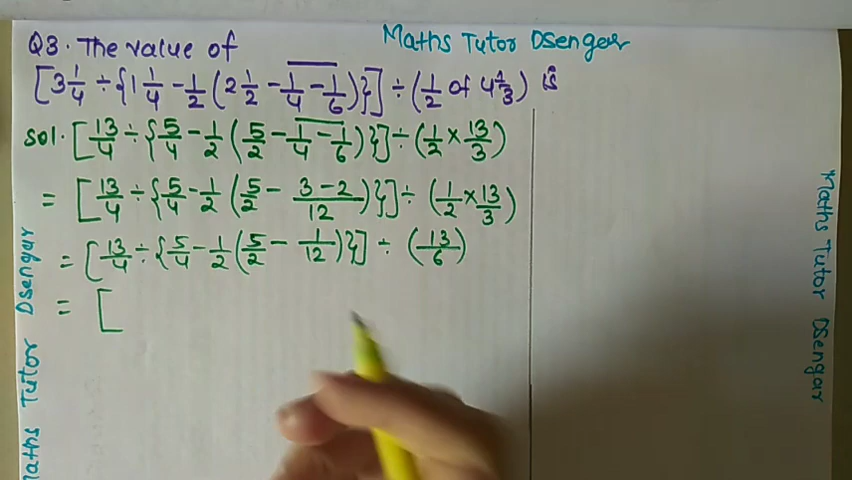 Maths Tutor Dsengar
Q3. The value of
[3 1/4 ÷ {1 1/4 - 1/2 (2 1/2 - \overline{1/4 - 1/6})}] ÷ (1/2 of 4 1/3) is
sol. [13/4 ÷ {5/4 - 1/2 (5/2 - \overline{1/4 - 1/6})}] ÷ (1/2 × 13/3)
= [13/4 ÷ {5/4 - 1/2 (5/2 - 3-2/12)}] ÷ (1/2 × 13/3)
= [13/4 ÷ {5/4 - 1/2 (5/2 - 1/12)}] ÷ (13/6)
= [
Maths Tutor Dsengar
Maths Tutor DSengar